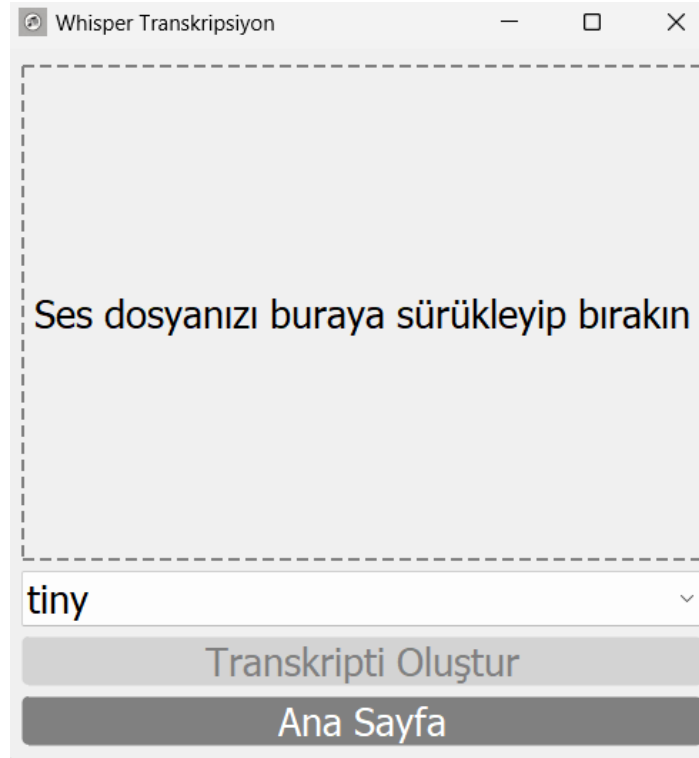 Whisper Transkripsiyon
Ses dosyanızı buraya sürükleyip bırakın
tiny
Transkripti Oluştur
Ana Sayfa